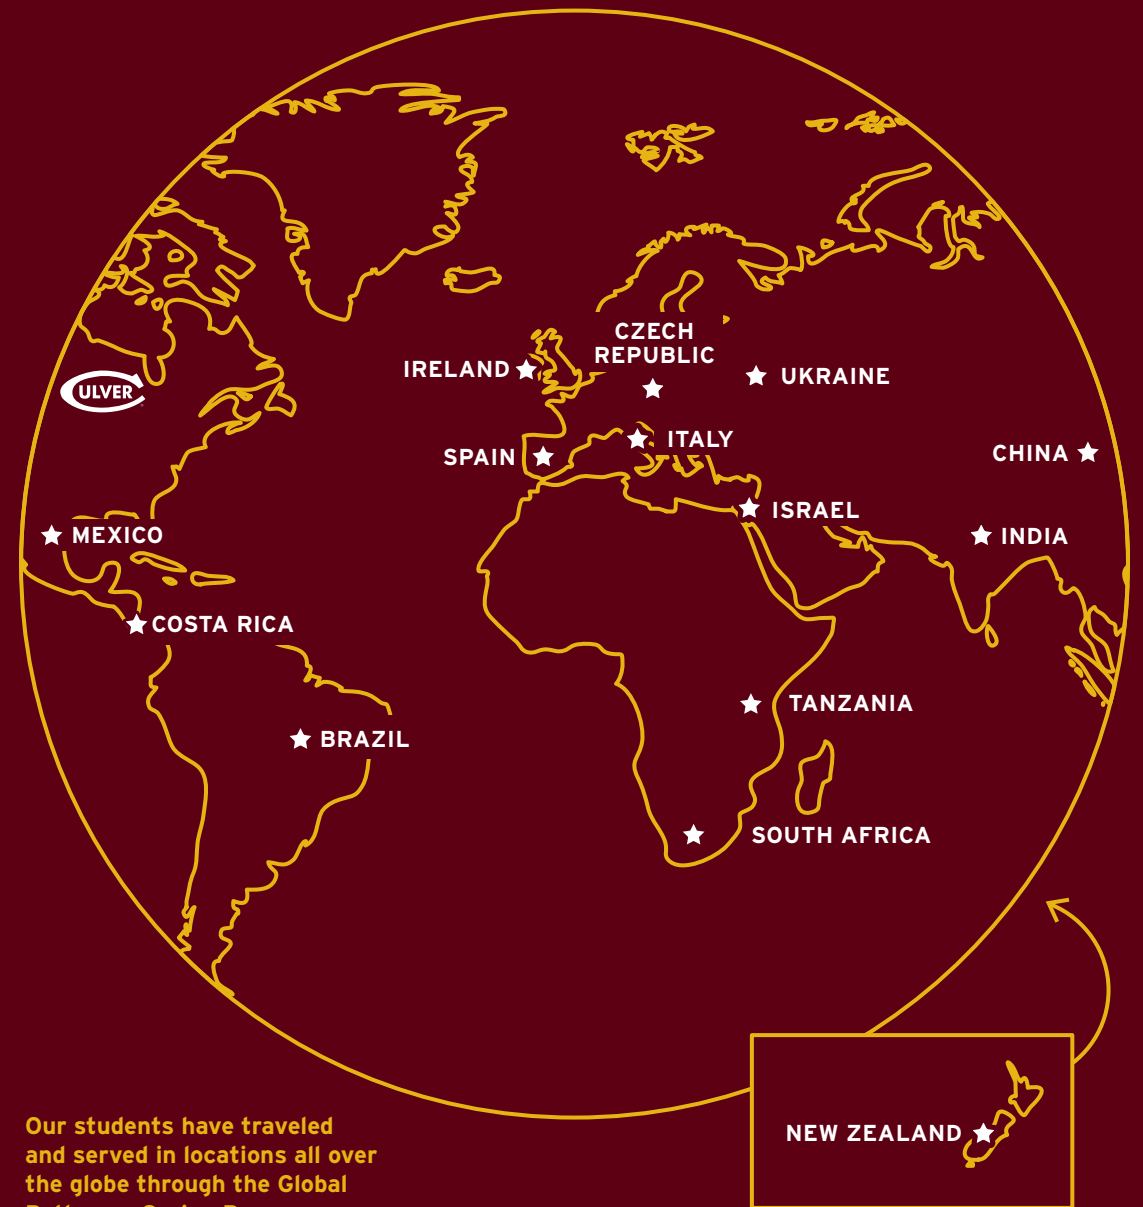 CZECH
REPUBLIC
IRELAND
UKRAINE
CULVER
ITALY
SPAIN
CHINA
ISRAEL
MEXICO
INDIA
COSTA RICA
TANZANIA
BRAZIL
SOUTH AFRICA
NEW ZEALAND
Our students have traveled
and served in locations all over
the globe through the Global